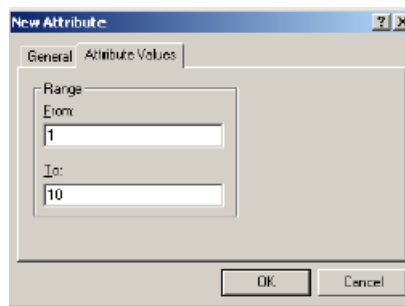 New Attribute
General Attribute Values
Range
From:
1
To:
10
OK Cancel